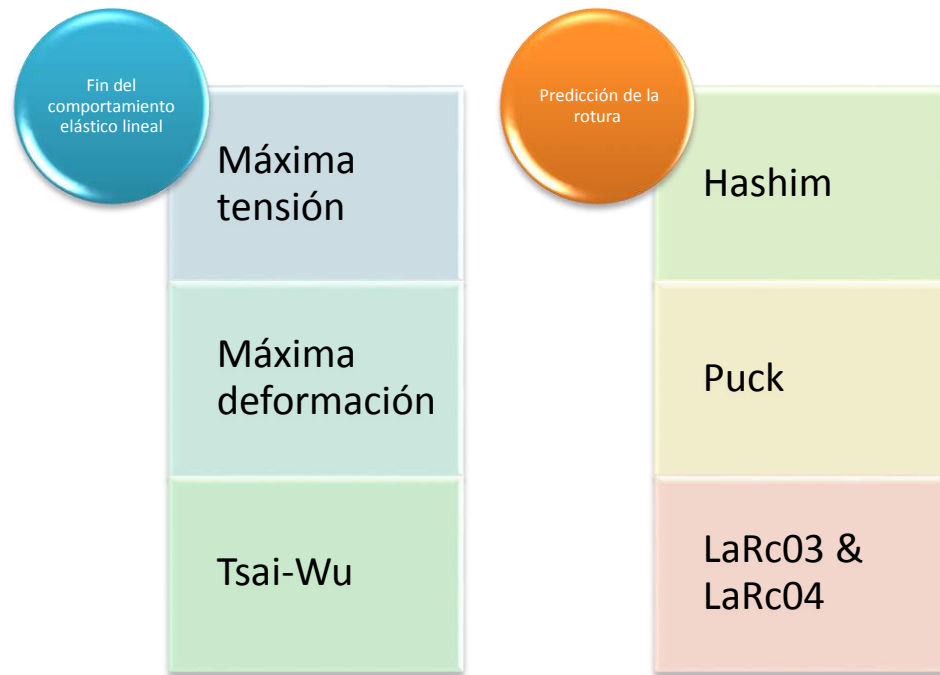 Fin del
comportamiento
elástico lineal
Máxima
tensión
Máxima
deformación
Tsai-Wu
Predicción de la
rotura
Hashim
Puck
LaRc03 &
LaRc04